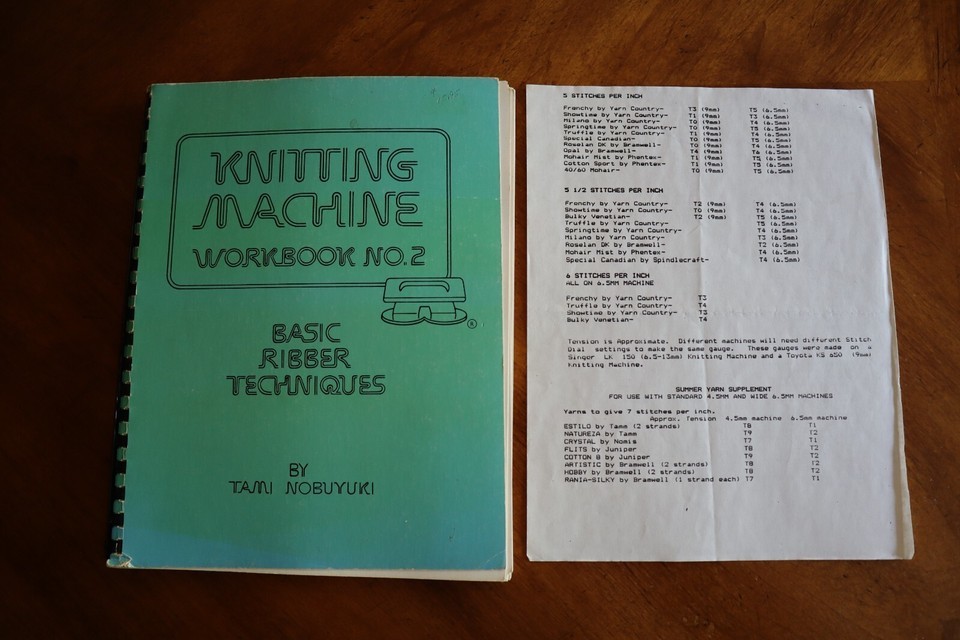 KNITTING
MACHINE
WORKBOOK NO. 2
®
BASIC
RIBBER
TECHNIQUES
BY
TAMI NOBUYUKI
5 STITCHES PER INCH
Frenchy by Yarn Country- T3 (9mm) T5 (6.5mm)
Showtime by Yarn Country- T1 (9mm) T3 (6.5mm)
Milano by Yarn Country- T0 (9mm) T4 (6.5mm)
Springtime by Yarn Country- T0 (9mm) T5 (6.5mm)
Truffle by Yarn Country- T1 (9mm) T4 (6.5mm)
Special Canadian- T0 (9mm) T5 (6.5mm)
Roselan DK by Bramwell- T0 (9mm) T4 (6.5mm)
Opal by Bramwell- T4 (9mm) T6 (6.5mm)
Mohair Mist by Phentex- T1 (9mm) T5 (6.5mm)
Cotton Sport by Phentex- T1 (9mm) T5 (6.5mm)
40/60 Mohair- T0 (9mm) T5 (6.5mm)
5 1/2 STITCHES PER INCH
Frenchy by Yarn Country- T2 (9mm) T4 (6.5mm)
Showtime by Yarn Country- T0 (9mm) T4 (6.5mm)
Bulky Venetian- T2 (9mm) T5 (6.5mm)
Truffle by Yarn Country- T5 (6.5mm)
Springtime by Yarn Country- T4 (6.5mm)
Milano by Yarn Country- T3 (6.5mm)
Roselan DK by Bramwell- T2 (6.5mm)
Mohair Mist by Phentex- T4 (6.5mm)
Special Canadian by Spindlecraft- T4 (6.5mm)
6 STITCHES PER INCH
ALL ON 6.5MM MACHINE
Frenchy by Yarn Country- T3
Truffle by Yarn Country- T4
Showtime by Yarn Country- T3
Bulky Venetian- T4
Tension is Approximate. Different machines will need different Stitch
Dial settings to make the same gauge. These gauges were made on a
Singer LK 150 (6.5-13mm) Knitting Machine and a Toyota KS 650 (9mm)
Knitting Machine.
SUMMER YARN SUPPLEMENT
FOR USE WITH STANDARD 4.5MM AND WIDE 6.5MM MACHINES
Yarns to give 7 stitches per inch.
Approx. Tension 4.5mm machine 6.5mm machine
ESTILO by Tamm (2 strands) T8 T1
NATUREZA by Tamm T9 T2
CRYSTAL by Nomis T7 T1
FLITS by Juniper T8 T2
COTTON 8 by Juniper T9 T2
ARTISTIC by Bramwell (2 strands) T8 T2
HOBBY by Bramwell (2 strands) T8 T2
RANIA-SILKY by Bramwell (1 strand each) T7 T1